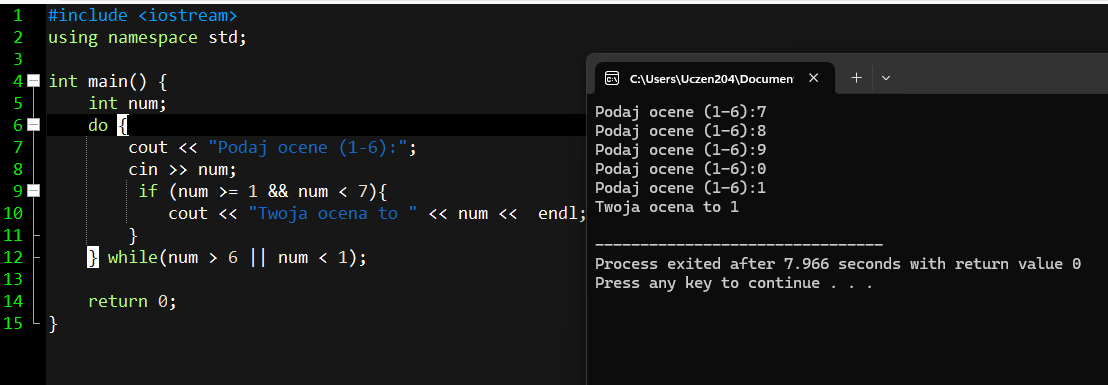 1 #include <iostream>
2 using namespace std;
3
4 int main() {
5     int num;
6     do {
7         cout << "Podaj ocene (1-6):";
8         cin >> num;
9          if (num >= 1 && num < 7){
10             cout << "Twoja ocena to " << num <<  endl;
11         }
12     } while(num > 6 || num < 1);
13
14     return 0;
15 }
C:\Users\Uczen204\Documen
Podaj ocene (1-6):7
Podaj ocene (1-6):8
Podaj ocene (1-6):9
Podaj ocene (1-6):0
Podaj ocene (1-6):1
Twoja ocena to 1
--------------------------------
Process exited after 7.966 seconds with return value 0
Press any key to continue . . .